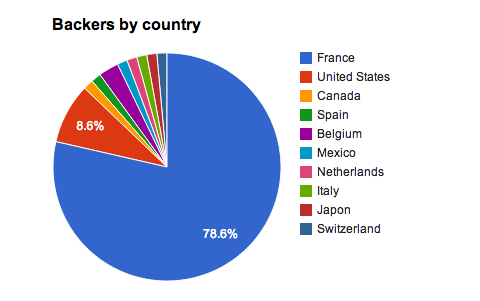 Backers by country
France
United States
Canada
Spain
Belgium
Mexico
Netherlands
Italy
Japon
Switzerland
8.6%
78.6%